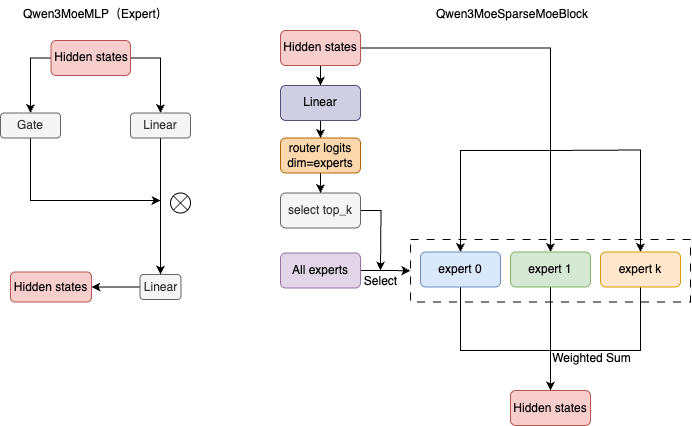 Qwen3MoeMLP（Expert）
Hidden states
Gate
Linear
Linear
Hidden states
Qwen3MoeSparseMoeBlock
Hidden states
Linear
router logits
dim=experts
select top_k
All experts
Select
expert 0
expert 1
expert k
Weighted Sum
Hidden states